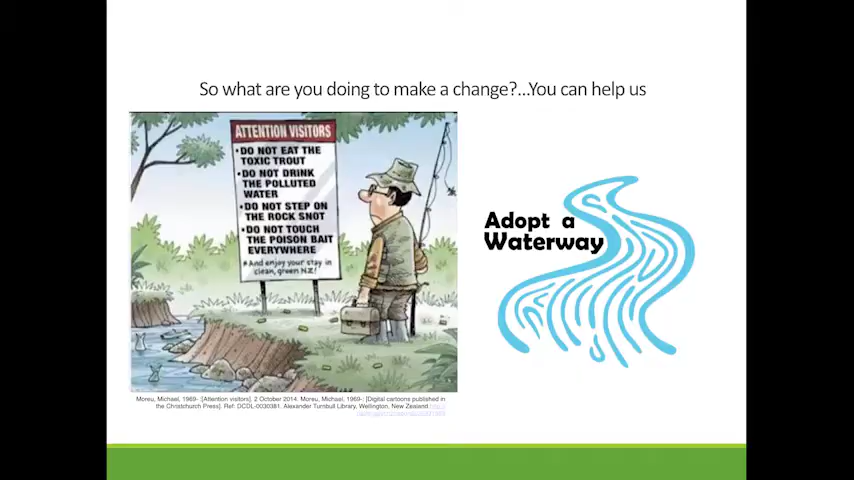 So what are you doing to make a change?...You can help us
ATTENTION VISITORS
•DO NOT EAT THE
TOXIC TROUT
•DO NOT DRINK
THE POLLUTED
WATER
•DO NOT STEP ON
THE ROCK SNOT
•DO NOT TOUCH
THE POISON BAIT
EVERYWHERE
*And enjoy your stay in
clean, green N.Z!
Adopt a
Waterway
Moreu, Michael, 1969- :[Attention visitors]. 2 October 2014. Moreu, Michael, 1969-: [Digital cartoons published in
the Christchurch Press]. Ref: DCDL-0030381. Alexander Turnbull Library, Wellington, New Zealand.